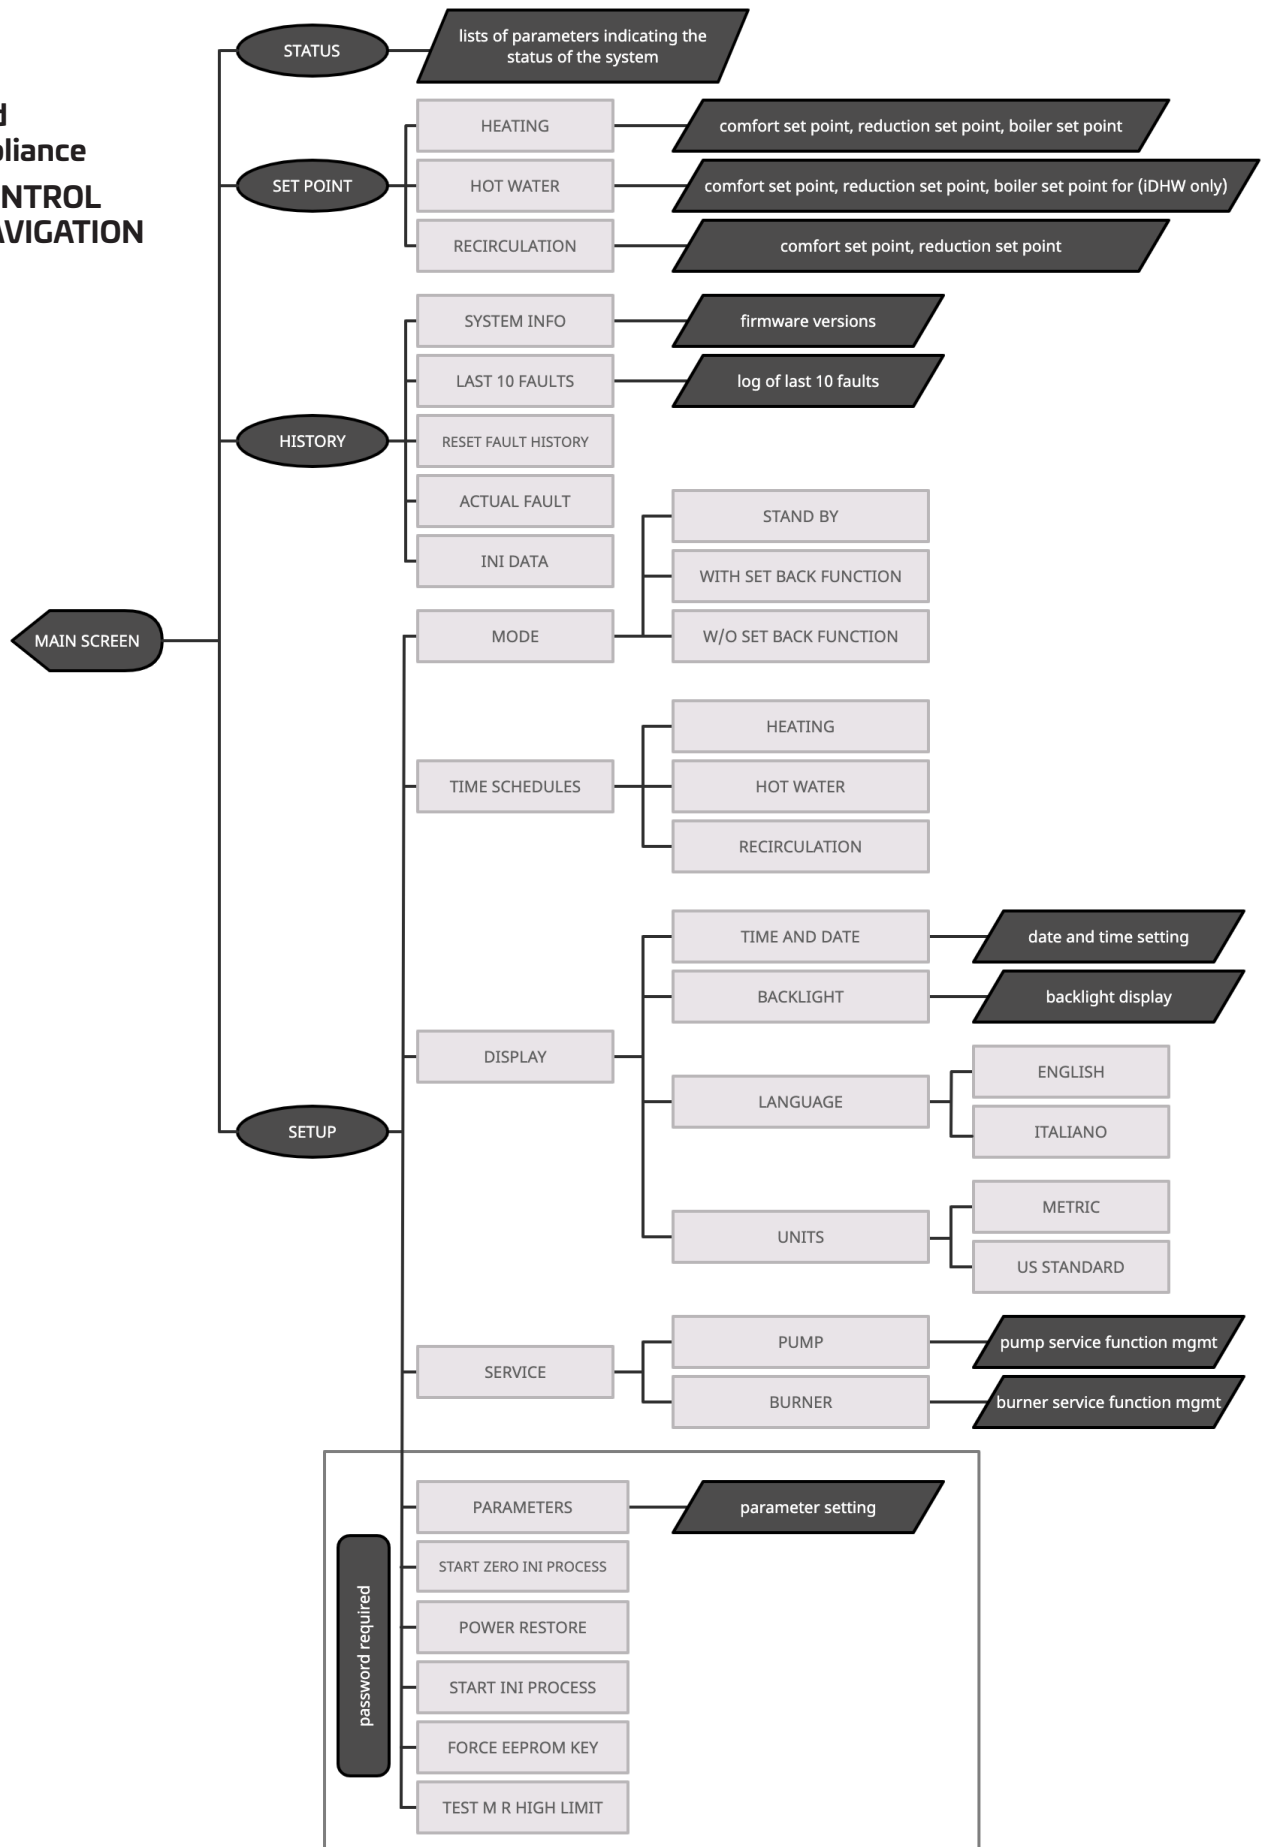 STATUS
lists of parameters indicating the
status of the system
CONTROL
NAVIGATION
SET POINT
HEATING
comfort set point, reduction set point, boiler set point
HOT WATER
comfort set point, reduction set point, boiler set point for (iDHW only)
RECIRCULATION
comfort set point, reduction set point
HISTORY
SYSTEM INFO
firmware versions
LAST 10 FAULTS
log of last 10 faults
RESET FAULT HISTORY
ACTUAL FAULT
INI DATA
MAIN SCREEN
SETUP
MODE
STAND BY
WITH SET BACK FUNCTION
W/O SET BACK FUNCTION
TIME SCHEDULES
HEATING
HOT WATER
RECIRCULATION
DISPLAY
TIME AND DATE
date and time setting
BACKLIGHT
backlight display
LANGUAGE
ENGLISH
ITALIANO
UNITS
METRIC
US STANDARD
SERVICE
PUMP
pump service function mgmt
BURNER
burner service function mgmt
password required
PARAMETERS
parameter setting
START ZERO INI PROCESS
POWER RESTORE
START INI PROCESS
FORCE EEPROM KEY
TEST M R HIGH LIMIT